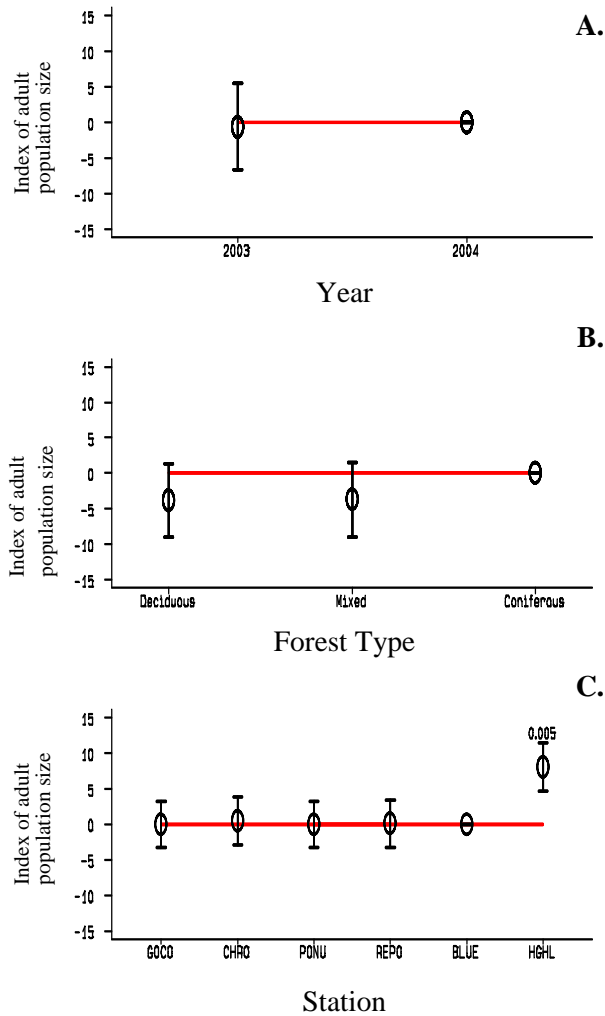 A.
Index of adult
population size
15
10
5
0
-5
-10
-15
2003 2004
Year
B.
Index of adult
population size
15
10
5
0
-5
-10
-15
Deciduous Mixed Coniferous
Forest Type
C.
Index of adult
population size
15
10
5
0
-5
-10
-15
0.005
GOCO CHRO PONU REPO BLUE HGHL
Station